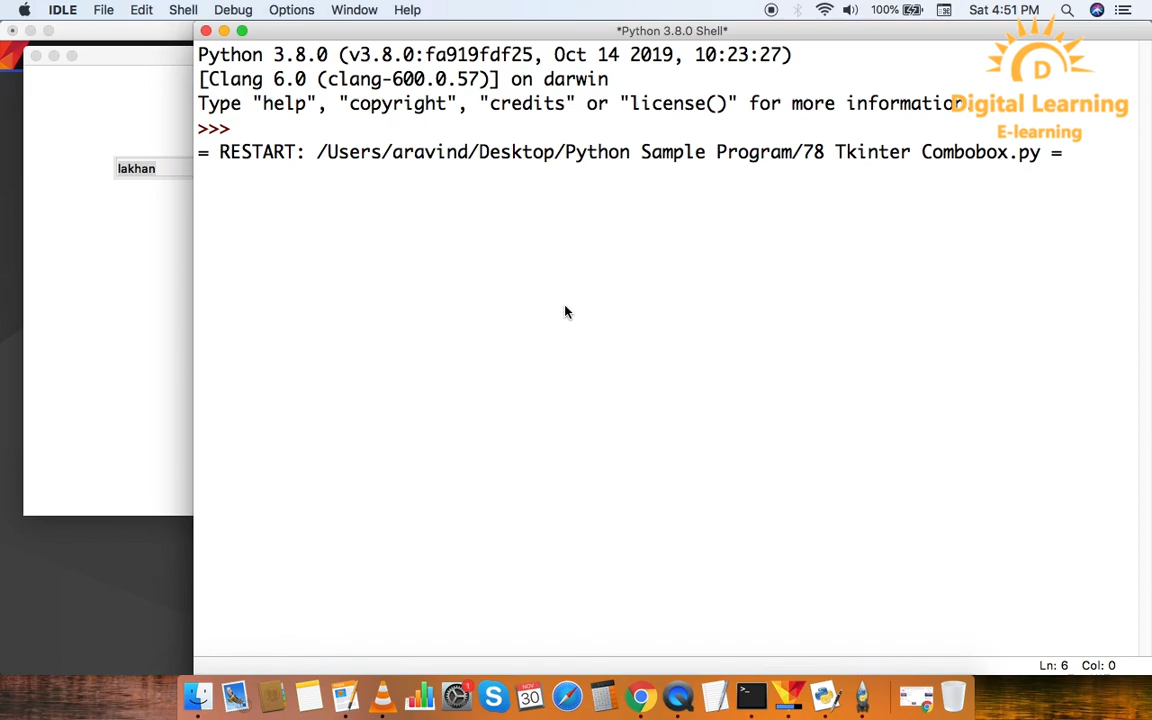 IDLE File Edit Shell Debug Options Window Help 100% Sat 4:51 PM
*Python 3.8.0 Shell*
Python 3.8.0 (v3.8.0:fa919fdf25, Oct 14 2019, 10:23:27)
[Clang 6.0 (clang-600.0.57)] on darwin
Type "help", "copyright", "credits" or "license()" for more information.
>>>
= RESTART: /Users/aravind/Desktop/Python Sample Program/78 Tkinter Combobox.py =
D
Digital Learning
E-learning
lakhan
Ln: 6 Col: 0
NOV
30
1